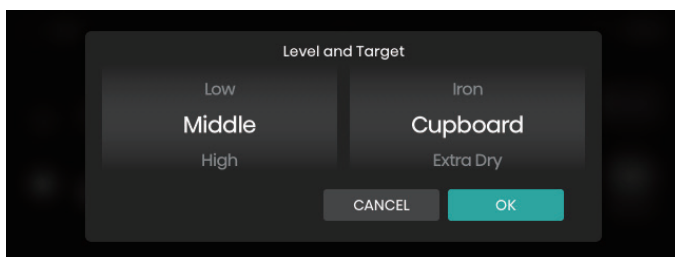 Level and Target
Low Iron
Middle Cupboard
High Extra Dry
CANCEL OK